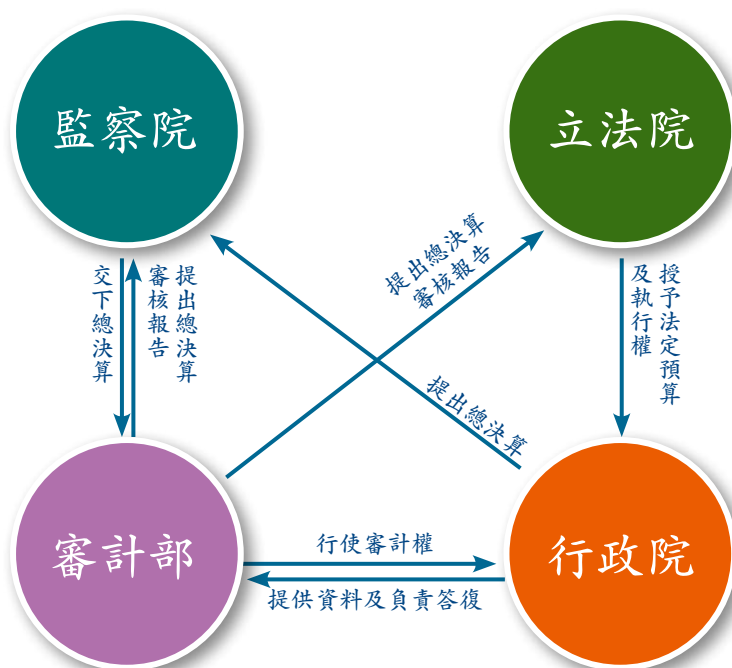 監察院
立法院
提出總決算
審核報告
交下總決算
提出總決算
審核報告
授予法定預算
及執行權
提出總決算
審計部
行使審計權
提供資料及負責答復
行政院